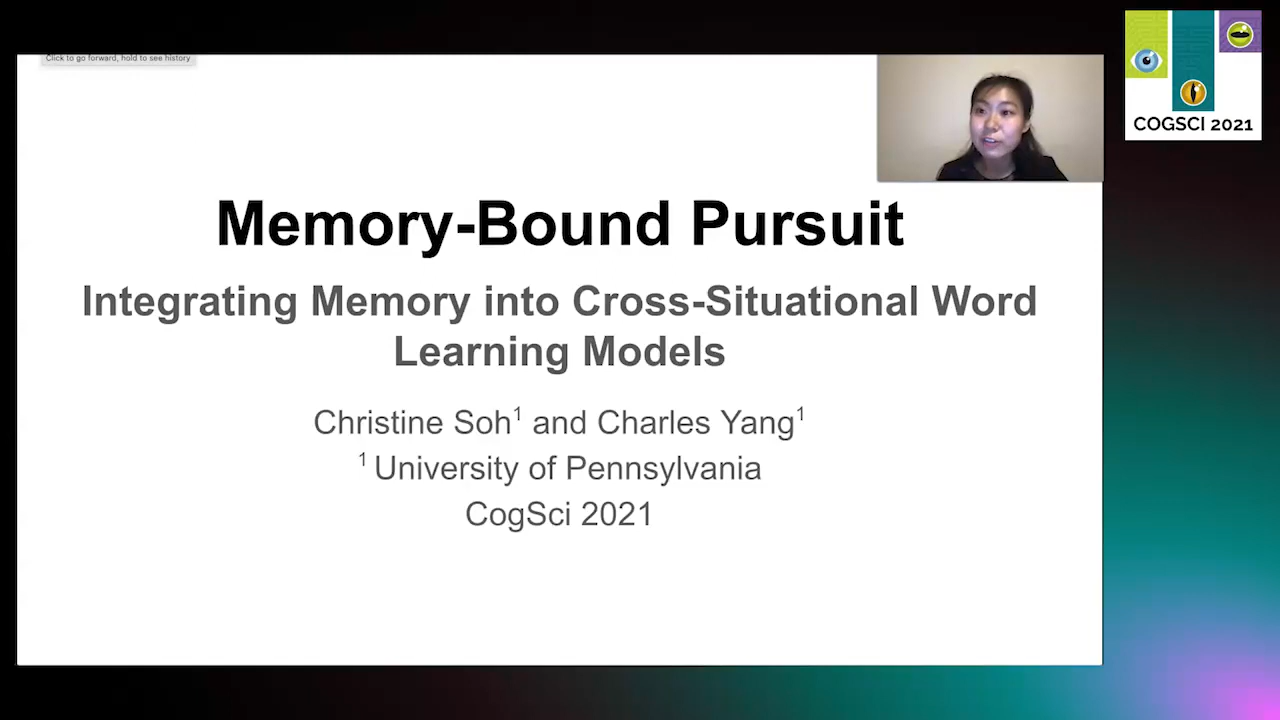 Click to go forward, hold to see history
COGSCI 2021
Memory-Bound Pursuit
Integrating Memory into Cross-Situational Word
Learning Models
Christine Soh¹ and Charles Yang¹
¹ University of Pennsylvania
CogSci 2021